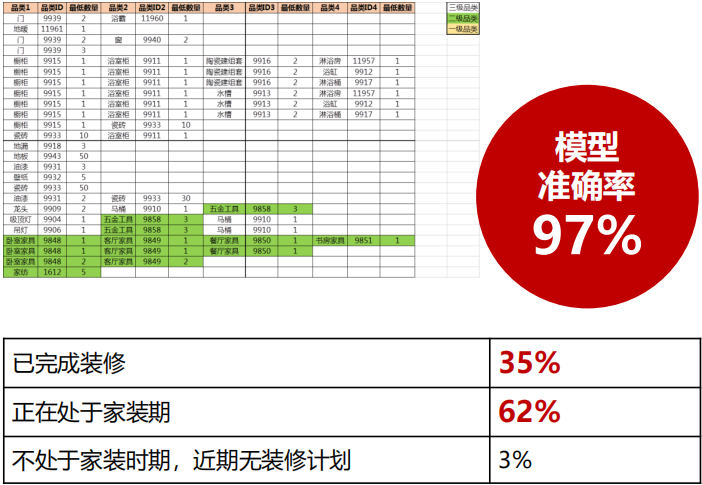 品类1 品类ID 最低数量 品类2 品类ID2 最低数量 品类3 品类ID3 最低数量 品类4 品类ID4 最低数量
三级品类
门 9939 2 浴霸 11960 1
二级品类
地暖 11961 1
一级品类
门 9939 2 窗 9940 2
门 9939 3
橱柜 9915 1 浴室柜 9911 1 陶瓷建组套 9916 2 淋浴房 11957 1
橱柜 9915 1 浴室柜 9911 1 陶瓷建组套 9916 2 浴缸 9912 1
橱柜 9915 1 浴室柜 9911 1 陶瓷建组套 9916 2 淋浴桶 9917 1
橱柜 9915 1 浴室柜 9911 1 水槽 9913 2 淋浴房 11957 1
橱柜 9915 1 浴室柜 9911 1 水槽 9913 2 浴缸 9912 1
橱柜 9915 1 浴室柜 9911 1 水槽 9913 2 淋浴桶 9917 1
橱柜 9915 1 瓷砖 9933 10
瓷砖 9933 10 浴室柜 9911 1
地漏 9918 3
地板 9943 50
油漆 9931 3
壁纸 9932 5
瓷砖 9933 50
油漆 9931 2 瓷砖 9933 30
龙头 9909 2 马桶 9910 1 五金工具 9858 3
吸顶灯 9904 1 五金工具 9858 3 马桶 9910 1
吊灯 9906 1 五金工具 9858 3 马桶 9910 1
卧室家具 9848 1 客厅家具 9849 1 餐厅家具 9850 1 书房家具 9851 1
卧室家具 9848 1 客厅家具 9849 1 餐厅家具 9850 1
卧室家具 9848 2 客厅家具 9849 2
家纺 1612 5
模型
准确率
97%
已完成装修 35%
正在处于家装期 62%
不处于家装时期，近期无装修计划 3%